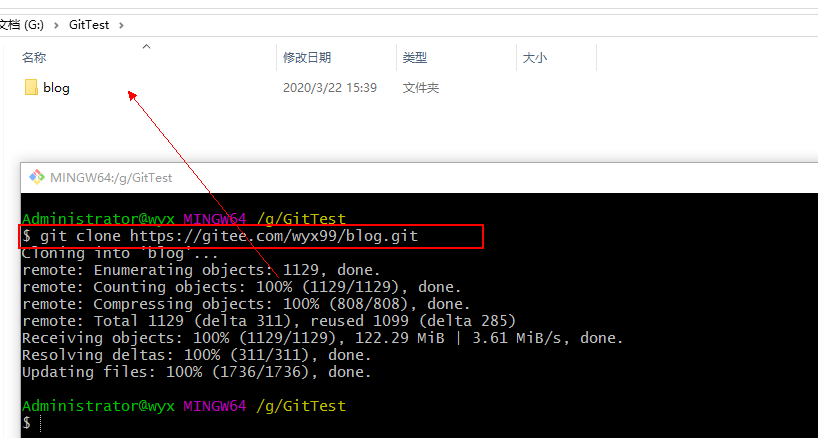 文档 (G:) > GitTest >
名称 修改日期 类型 大小
blog 2020/3/22 15:39 文件夹
MINGW64:/g/GitTest
Administrator@wyx MINGW64 /g/GitTest
$ git clone https://gitee.com/wyx99/blog.git
Cloning into 'blog'...
remote: Enumerating objects: 1129, done.
remote: Counting objects: 100% (1129/1129), done.
remote: Compressing objects: 100% (808/808), done.
remote: Total 1129 (delta 311), reused 1099 (delta 285)
Receiving objects: 100% (1129/1129), 122.29 MiB | 3.61 MiB/s, done.
Resolving deltas: 100% (311/311), done.
Updating files: 100% (1736/1736), done.
Administrator@wyx MINGW64 /g/GitTest
$